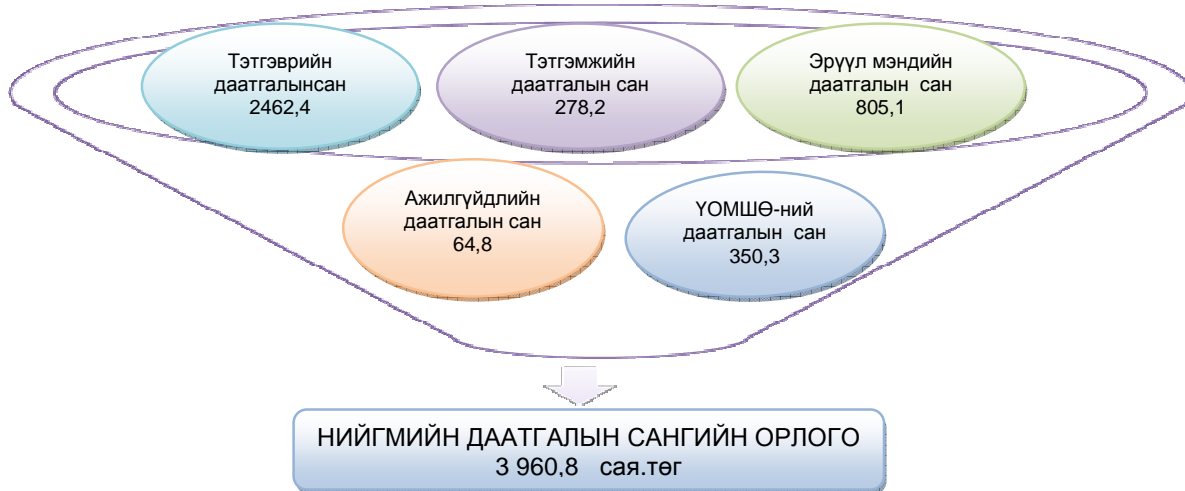 Тэтгэврийн
даатгалынсан
2462,4
Тэтгэмжийн
даатгалын сан
278,2
Эрүүл мэндийн
даатгалын сан
805,1
Ажилгүйдлийн
даатгалын сан
64,8
ҮОМШӨ-ний
даатгалын сан
350,3
НИЙГМИЙН ДААТГАЛЫН САНГИЙН ОРЛОГО
3 960,8 сая.төг